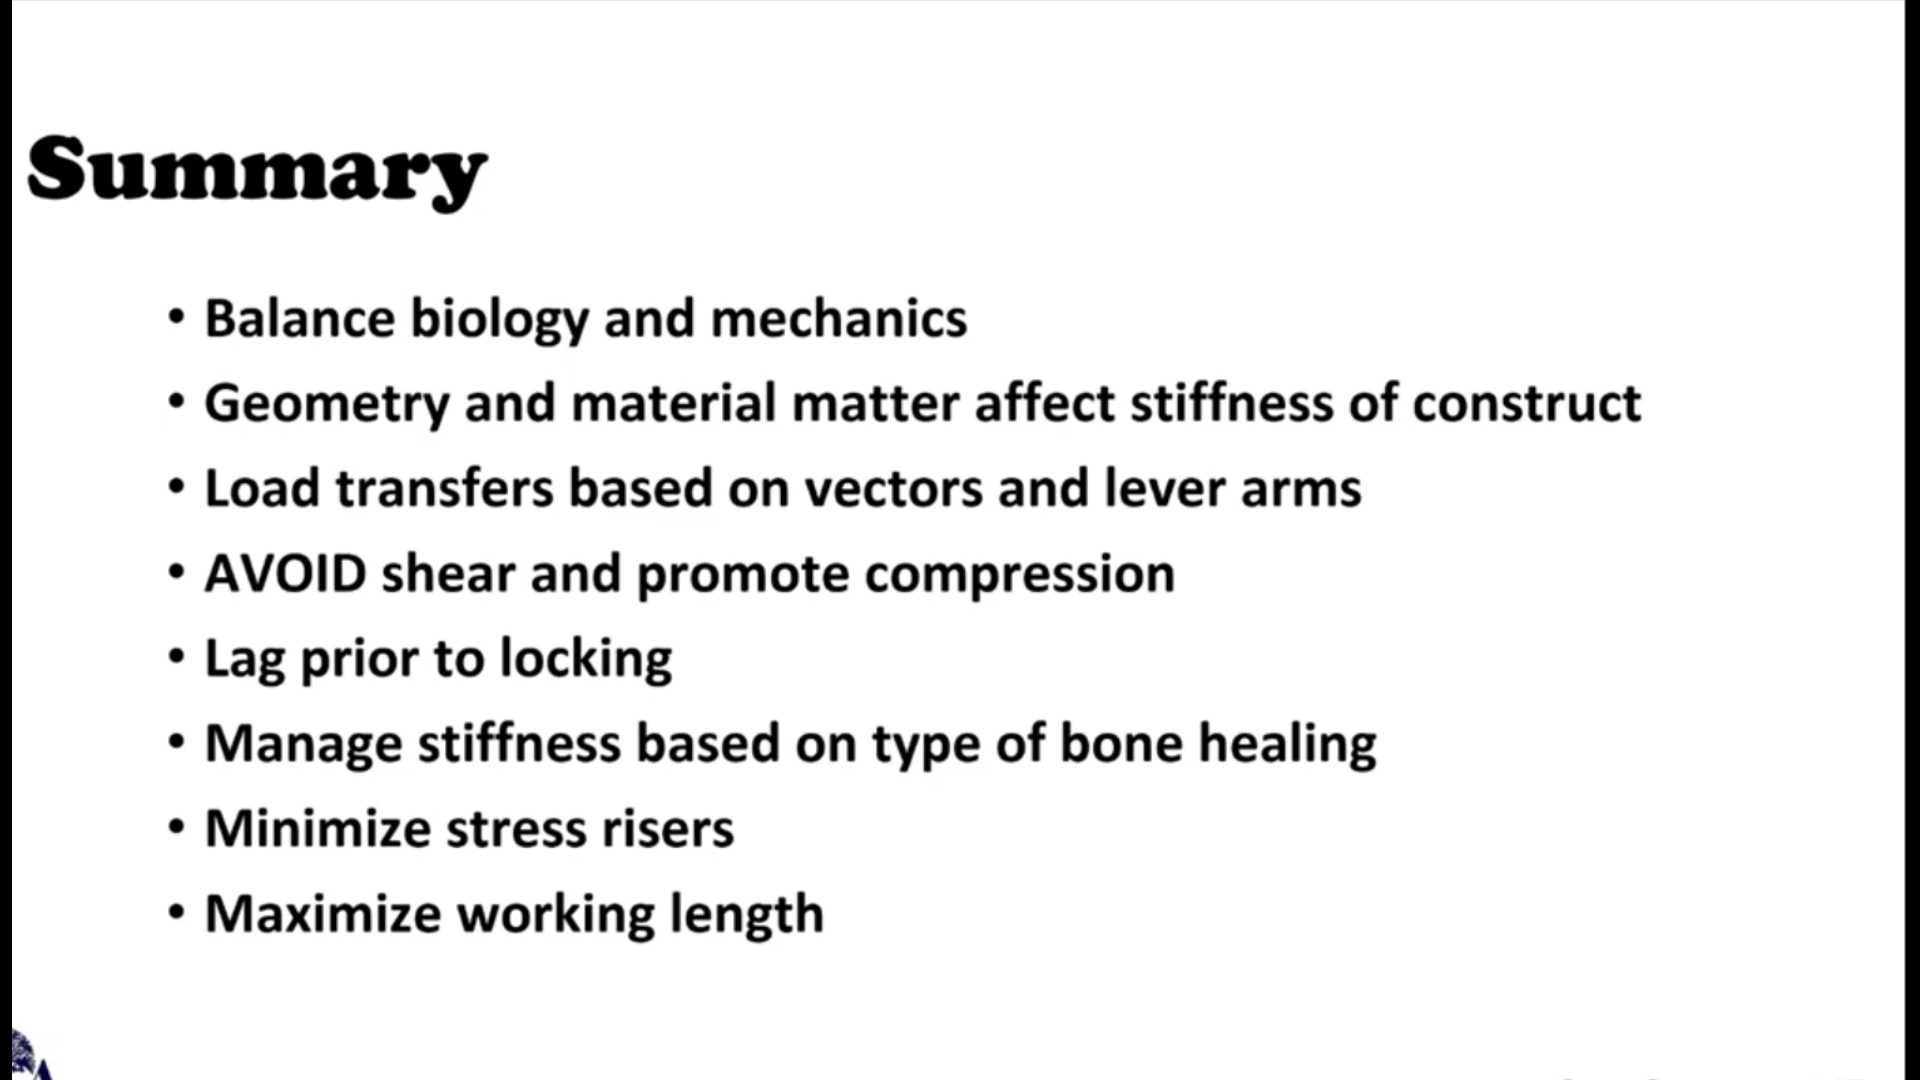 Summary
• Balance biology and mechanics
• Geometry and material matter affect stiffness of construct
• Load transfers based on vectors and lever arms
• AVOID shear and promote compression
• Lag prior to locking
• Manage stiffness based on type of bone healing
• Minimize stress risers
• Maximize working length